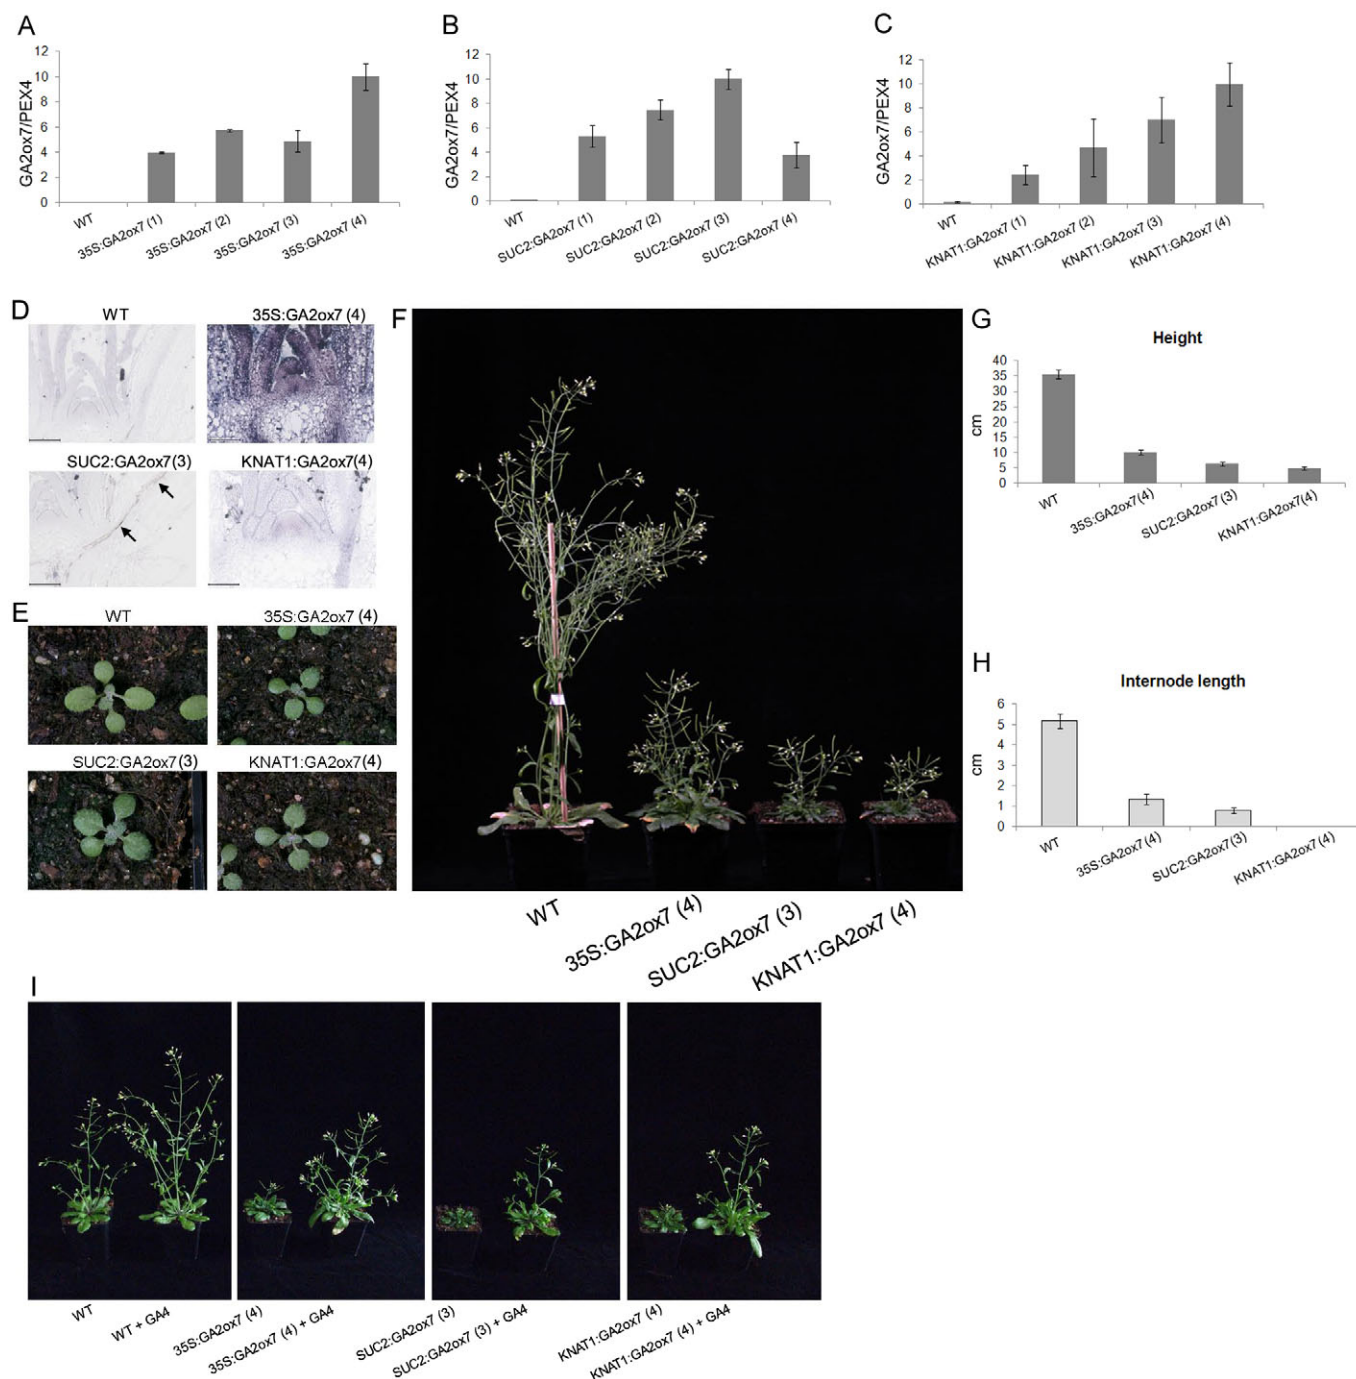 A
GA2ox7/PEX4
12
10
8
6
4
2
0
WT
35S:GA2ox7 (1)
35S:GA2ox7 (2)
35S:GA2ox7 (3)
35S:GA2ox7 (4)
B
GA2ox7/PEX4
12
10
8
6
4
2
0
WT
SUC2:GA2ox7 (1)
SUC2:GA2ox7 (2)
SUC2:GA2ox7 (3)
SUC2:GA2ox7 (4)
C
GA2ox7/PEX4
12
10
8
6
4
2
0
WT
KNAT1:GA2ox7 (1)
KNAT1:GA2ox7 (2)
KNAT1:GA2ox7 (3)
KNAT1:GA2ox7 (4)
D
WT
35S:GA2ox7 (4)
SUC2:GA2ox7(3)
KNAT1:GA2ox7(4)
E
WT
35S:GA2ox7 (4)
SUC2:GA2ox7(3)
KNAT1:GA2ox7(4)
F
WT
35S:GA2ox7 (4)
SUC2:GA2ox7 (3)
KNAT1:GA2ox7 (4)
G
Height
cm
40
35
30
25
20
15
10
5
0
WT
35S:GA2ox7(4)
SUC2:GA2ox7 (3)
KNAT1:GA2ox7(4)
H
Internode length
cm
6
5
4
3
2
1
0
WT
35S:GA2ox7 (4)
SUC2:GA2ox7(3)
KNAT1:GA2ox7 (4)
I
WT
WT + GA4
35S:GA2ox7 (4)
35S:GA2ox7 (4) + GA4
SUC2:GA2ox7 (3)
SUC2:GA2ox7 (3) + GA4
KNAT1:GA2ox7 (4)
KNAT1:GA2ox7 (4) + GA4